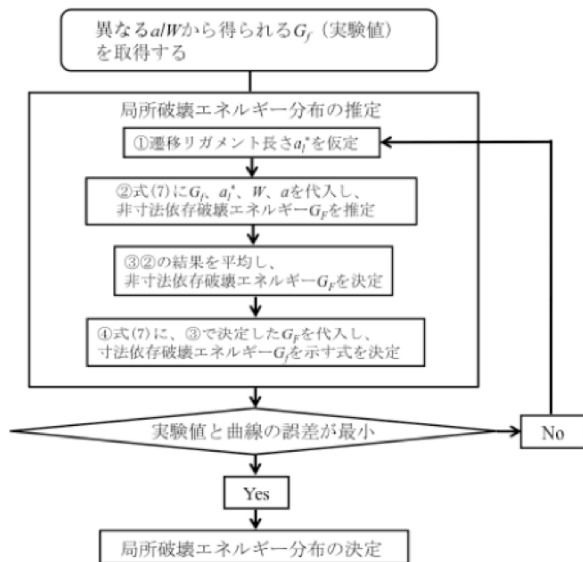 異なるa/Wから得られるG_f（実験値）
を取得する
局所破壊エネルギー分布の推定
①遷移リガメント長さa_l^*を仮定
②式(7)にG_f、a_l^*、W、aを代入し、
非寸法依存破壊エネルギーG_Fを推定
③②の結果を平均し、
非寸法依存破壊エネルギーG_Fを決定
④式(7)に、③で決定したG_Fを代入し、
寸法依存破壊エネルギーG_fを示す式を決定
実験値と曲線の誤差が最小
No
Yes
局所破壊エネルギー分布の決定